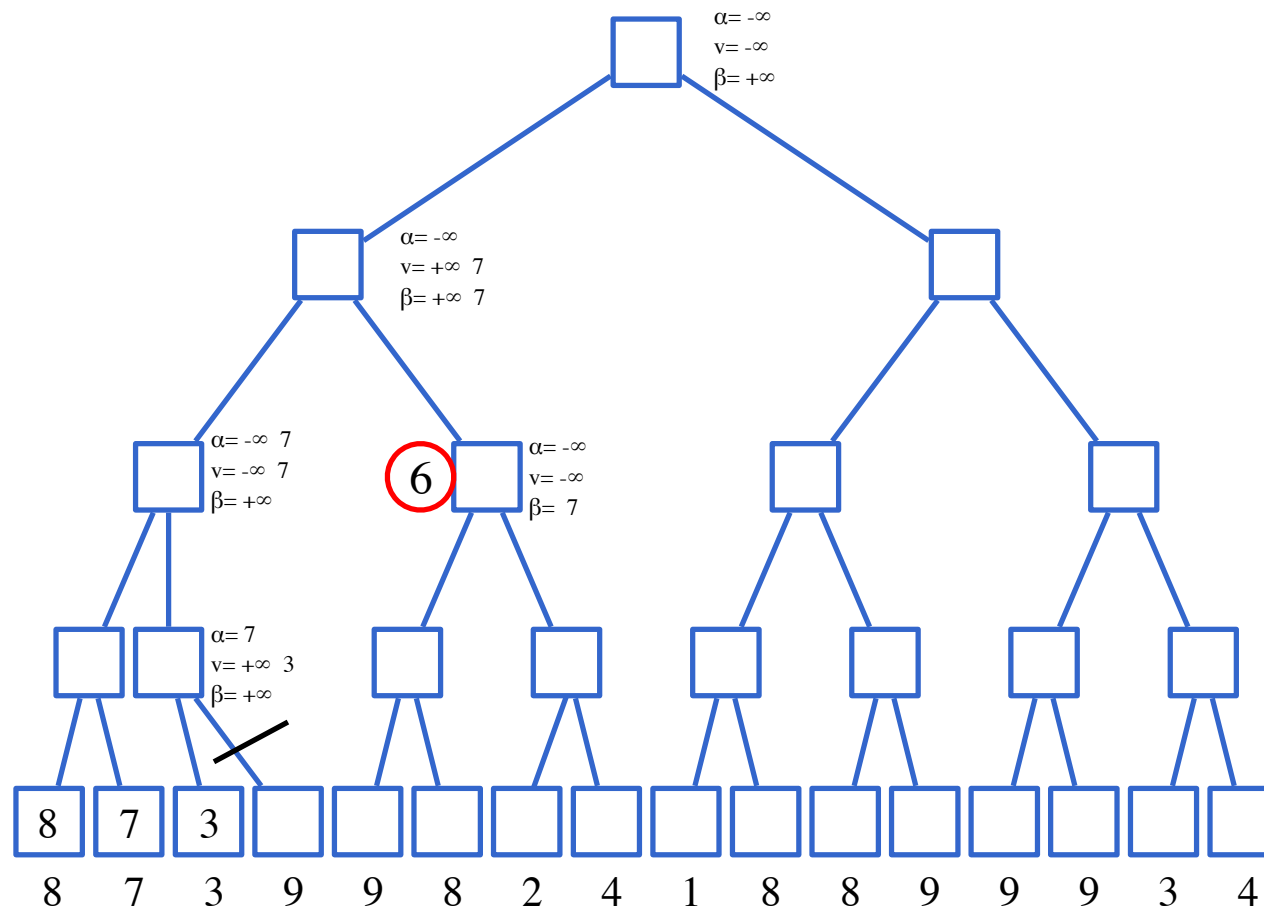 α= -∞
v= -∞
β= +∞
α= -∞
v= +∞ 7
β= +∞ 7
α= -∞ 7
v= -∞ 7
β= +∞
6
α= -∞
v= -∞
β= 7
α= 7
v= +∞ 3
β= +∞
8 7 3
8 7 3 9 9 8 2 4 1 8 8 9 9 9 3 4